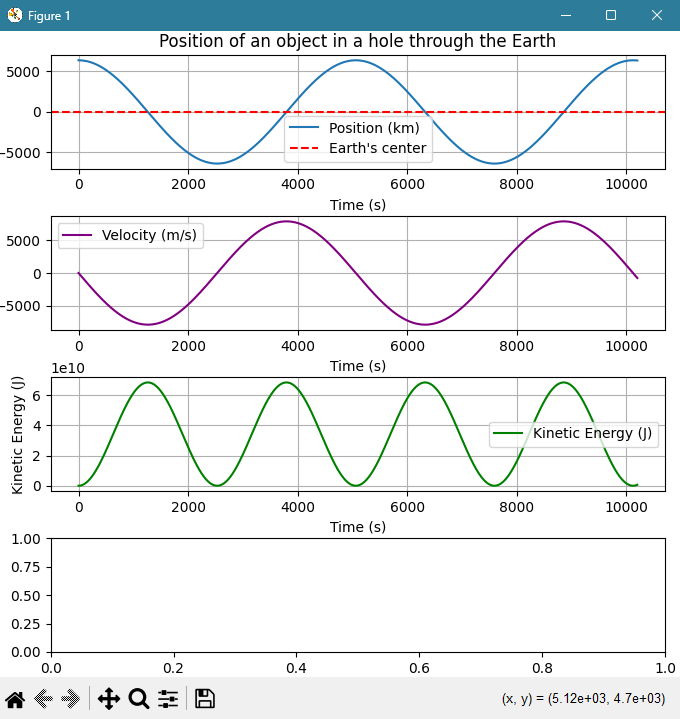 Figure 1
Position of an object in a hole through the Earth
5000
0
−5000
Position (km)
Earth's center
0 2000 4000 6000 8000 10000
Time (s)
Velocity (m/s)
5000
0
−5000
0 2000 4000 6000 8000 10000
Time (s)
1e10
Kinetic Energy (J)
6
4
2
0
Kinetic Energy (J)
0 2000 4000 6000 8000 10000
Time (s)
1.00
0.75
0.50
0.25
0.00
0.0 0.2 0.4 0.6 0.8 1.0
(x, y) = (5.12e+03, 4.7e+03)